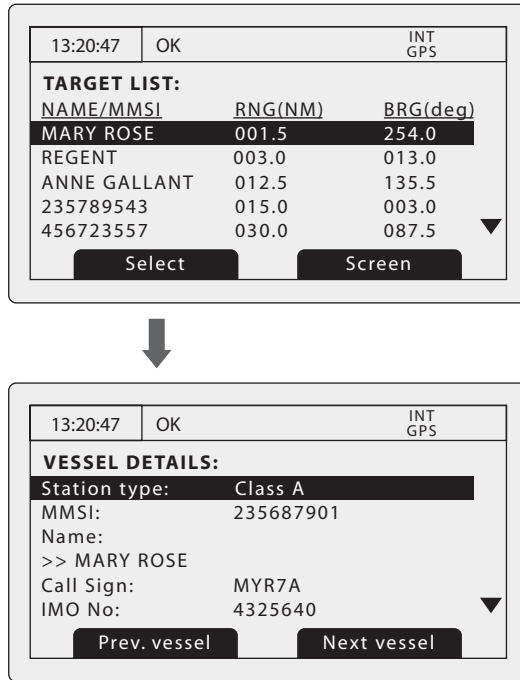 13:20:47 OK INT GPS
TARGET LIST:
NAME/MMSI RNG(NM) BRG(deg)
MARY ROSE 001.5 254.0
REGENT 003.0 013.0
ANNE GALLANT 012.5 135.5
235789543 015.0 003.0
456723557 030.0 087.5
Select Screen
13:20:47 OK INT GPS
VESSEL DETAILS:
Station type: Class A
MMSI: 235687901
Name:
>> MARY ROSE
Call Sign: MYR7A
IMO No: 4325640
Prev. vessel Next vessel